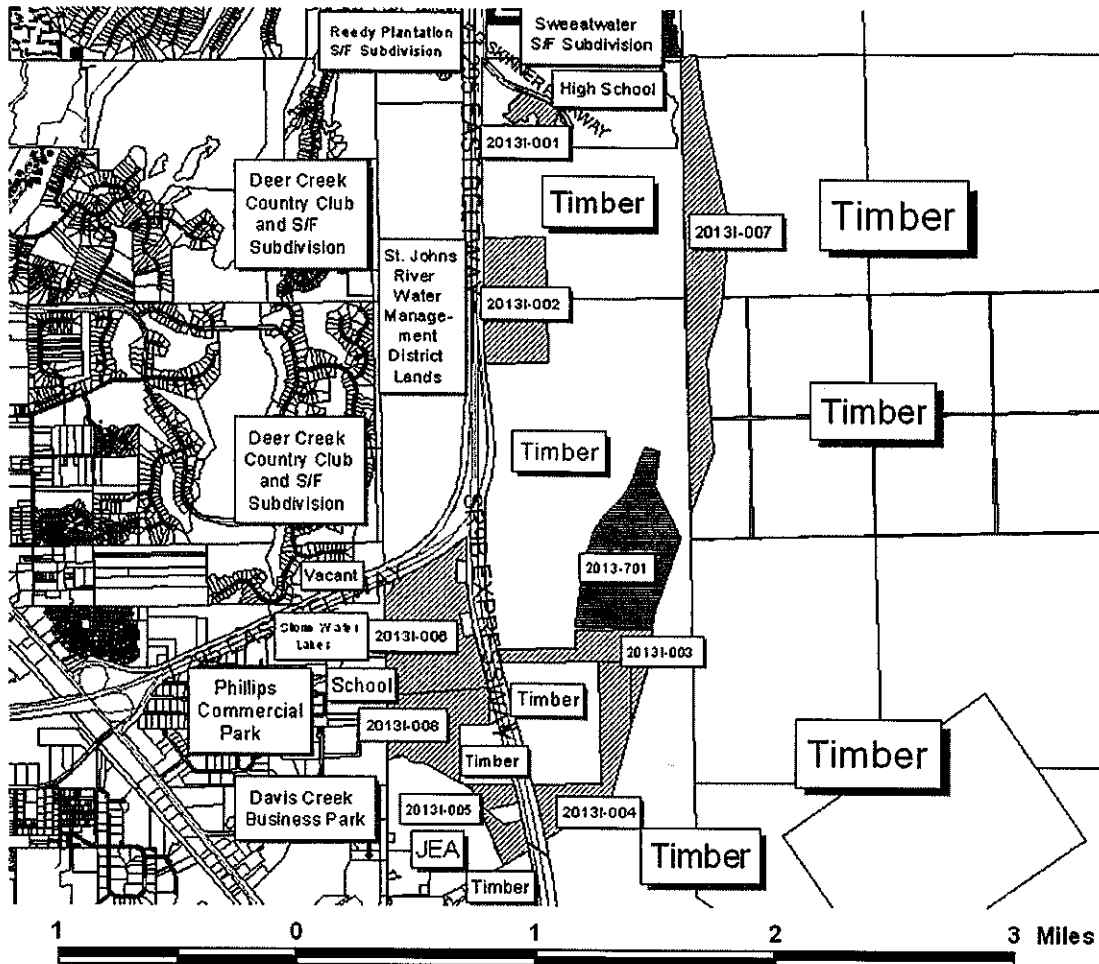 Reedy Plantation
S/F Subdivision
Sweeatwater
S/F Subdivision
High School
2013I-001
Deer Creek
Country Club
and S/F
Subdivision
Timber
Timber
2013I-007
St. Johns
River
Water
Manage-
ment
District
Lands
2013I-002
Timber
Deer Creek
Country Club
and S/F
Subdivision
Timber
Vacant
2013-701
Stone Water
Lakes
2013I-006
2013I-003
Phillips
Commercial
Park
School
Timber
2013I-008
Timber
Timber
Davis Creek
Business Park
2013I-005
2013I-004
JEA
Timber
Timber
1 0 1 2 3 Miles